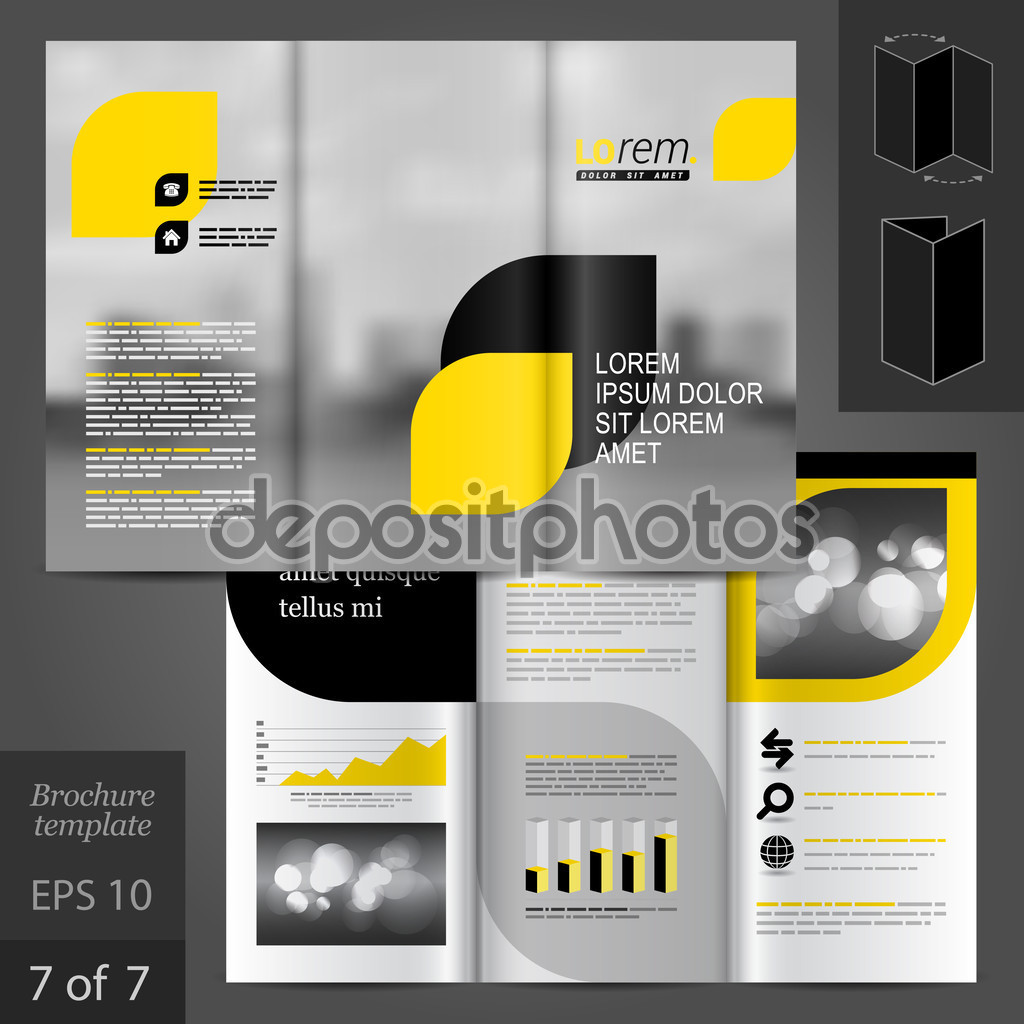 LOrem.
DOLOR SIT AMET
LOREM
IPSUM DOLOR
SIT LOREM
AMET
depositphotos
amet quisque
tellus mi
Brochure
template
EPS 10
7 of 7